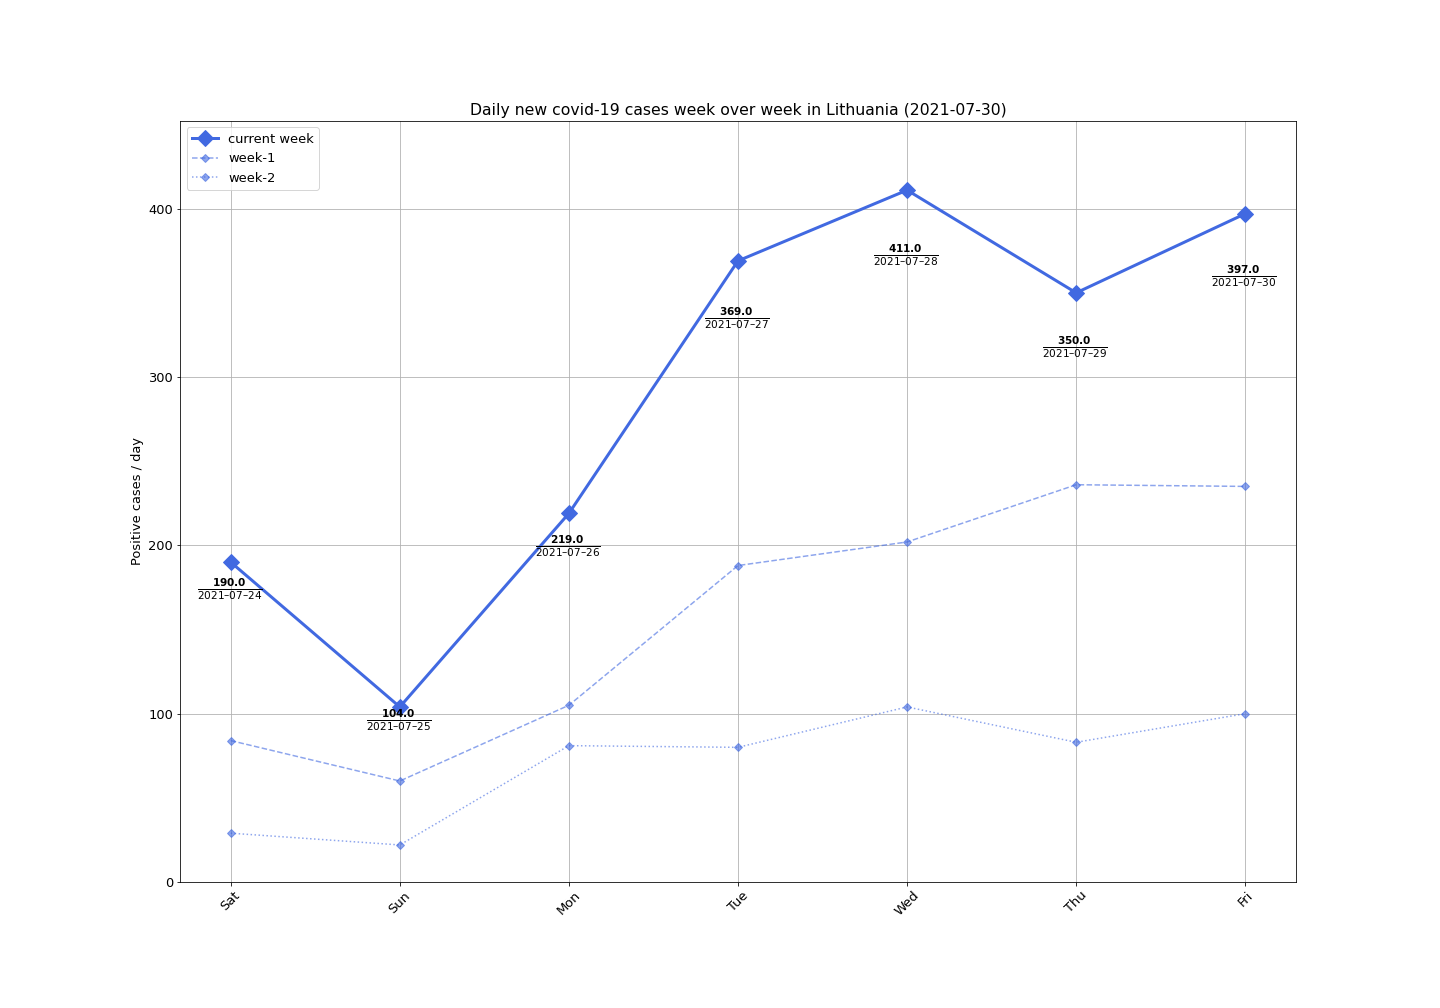 Daily new covid-19 cases week over week in Lithuania (2021-07-30)
current week
week-1
week-2
Positive cases / day
400
300
200
100
0
190.0
2021–07–24
104.0
2021–07–25
219.0
2021–07–26
369.0
2021–07–27
411.0
2021–07–28
350.0
2021–07–29
397.0
2021–07–30
Sat
Sun
Mon
Tue
Wed
Thu
Fri